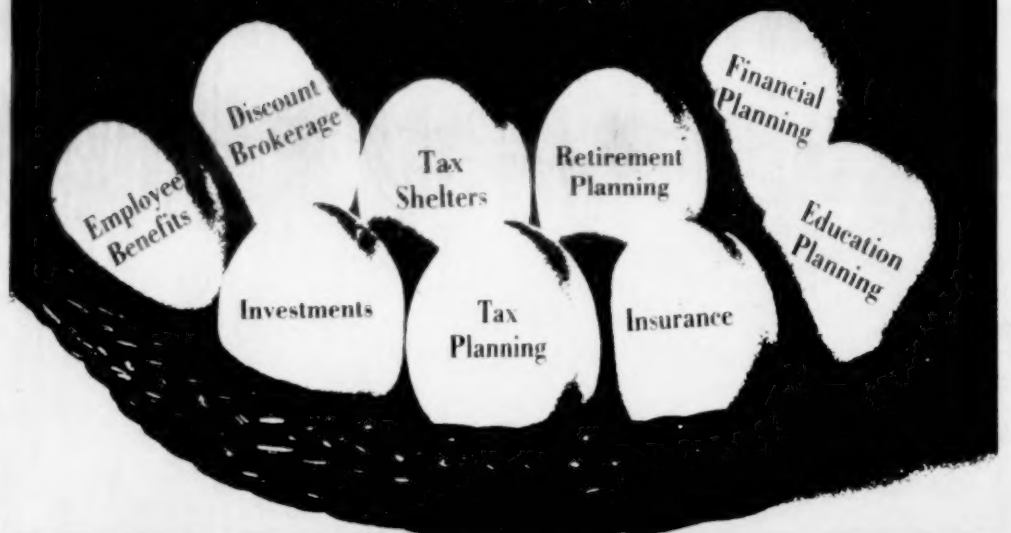 Employee
Benefits
Discount
Brokerage
Tax
Shelters
Retirement
Planning
Financial
Planning
Education
Planning
Investments
Tax
Planning
Insurance